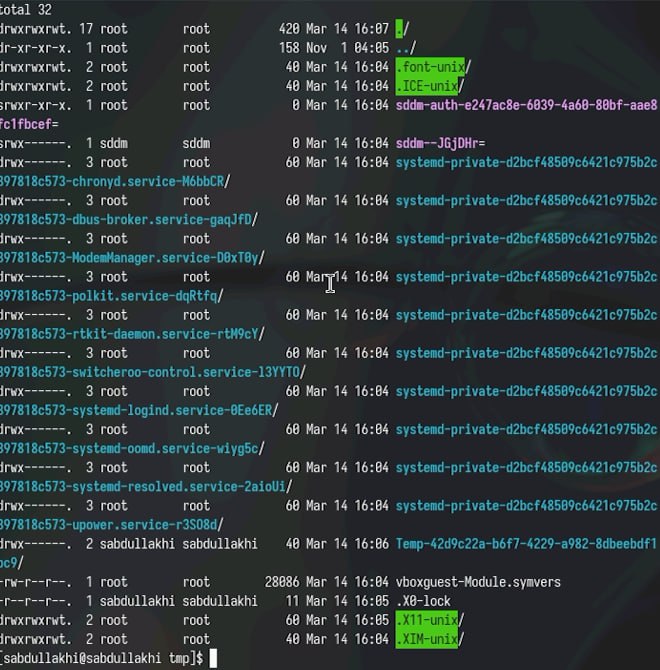 total 32
drwxrwxrwt. 17 root       root         420 Mar 14 16:07 ./
dr-xr-xr-x.  1 root       root         158 Nov  1 04:05 ../
drwxrwxrwt.  2 root       root          40 Mar 14 16:04 .font-unix/
drwxrwxrwt.  2 root       root          40 Mar 14 16:04 .ICE-unix/
srwxr-xr-x.  1 root       root           0 Mar 14 16:04 sddm-auth-e247ac8e-6039-4a60-80bf-aae8
fc1fbcef=
srwx------.  1 sddm       sddm           0 Mar 14 16:04 sddm--JGjDHr=
drwx------.  3 root       root          60 Mar 14 16:04 systemd-private-d2bcf48509c6421c975b2c
897818c573-chronyd.service-M6bbCR/
drwx------.  3 root       root          60 Mar 14 16:04 systemd-private-d2bcf48509c6421c975b2c
897818c573-dbus-broker.service-gaqJfD/
drwx------.  3 root       root          60 Mar 14 16:04 systemd-private-d2bcf48509c6421c975b2c
897818c573-ModemManager.service-D0xT0y/
drwx------.  3 root       root          60 Mar 14 16:04 systemd-private-d2bcf48509c6421c975b2c
897818c573-polkit.service-dqRtfq/
drwx------.  3 root       root          60 Mar 14 16:04 systemd-private-d2bcf48509c6421c975b2c
897818c573-rtkit-daemon.service-rtM9cY/
drwx------.  3 root       root          60 Mar 14 16:04 systemd-private-d2bcf48509c6421c975b2c
897818c573-switcheroo-control.service-l3YYTO/
drwx------.  3 root       root          60 Mar 14 16:04 systemd-private-d2bcf48509c6421c975b2c
897818c573-systemd-logind.service-0Ee6ER/
drwx------.  3 root       root          60 Mar 14 16:04 systemd-private-d2bcf48509c6421c975b2c
897818c573-systemd-oomd.service-wiyg5c/
drwx------.  3 root       root          60 Mar 14 16:04 systemd-private-d2bcf48509c6421c975b2c
897818c573-systemd-resolved.service-2aioUi/
drwx------.  3 root       root          60 Mar 14 16:04 systemd-private-d2bcf48509c6421c975b2c
897818c573-upower.service-r3SO8d/
drwx------.  2 sabdullakhi sabdullakhi  40 Mar 14 16:06 Temp-42d9c22a-b6f7-4229-a982-8dbeebdf1
bc9/
-rw-r--r--.  1 root       root       28086 Mar 14 16:04 vboxguest-Module.symvers
-r--r--r--.  1 sabdullakhi sabdullakhi  11 Mar 14 16:05 .X0-lock
drwxrwxrwt.  2 root       root          60 Mar 14 16:05 .X11-unix/
drwxrwxrwt.  2 root       root          40 Mar 14 16:04 .XIM-unix/
[sabdullakhi@sabdullakhi tmp]$